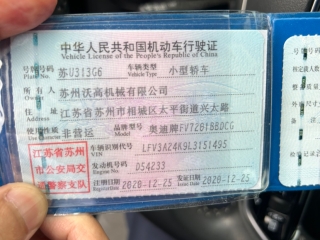 中华人民共和国机动车行驶证
Vehicle License of the People's Republic of China
号牌号码 苏U313G6 车辆类型 小型轿车
Plate No. Vehicle Type
所有人 苏州沃高机械有限公司
Owner
住址 江苏省苏州市相城区太平街道兴太路
Address
使用性质 非营运 品牌型号 奥迪牌FV7281BBDCG
江苏省苏州
市公安局交
通警察支队
车辆识别代号 LFV3A24K9L3151495
VIN
发动机号码 D54233
注册日期 2020-12-25 发证日期 2020-12-25
Register Date Issue Date